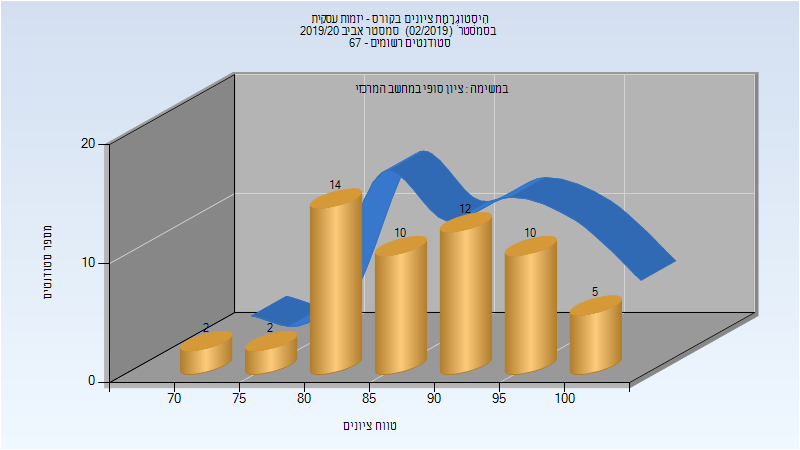 היסטוגרמת ציונים בקורס - יזמות עסקית
בסמסטר (02/2019) סמסטר אביב 2019/20
סטודנטים רשומים - 67
במשימה : ציון סופי במחשב המרכזי
20
10
0
מספר סטודנטים
2
2
14
10
12
10
5
70
75
80
85
90
95
100
טווח ציונים